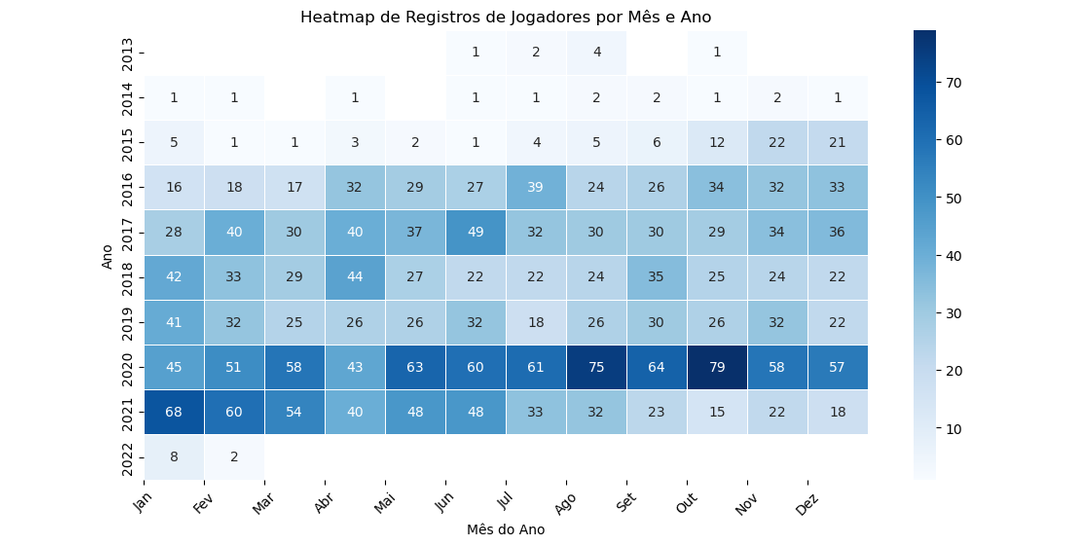 Heatmap de Registros de Jogadores por Mês e Ano
2013 1 2 4 1
2014 1 1 1 1 1 2 2 1 2 1
2015 5 1 1 3 2 1 4 5 6 12 22 21
2016 16 18 17 32 29 27 39 24 26 34 32 33
2017 28 40 30 40 37 49 32 30 30 29 34 36
2018 42 33 29 44 27 22 22 24 35 25 24 22
2019 41 32 25 26 26 32 18 26 30 26 32 22
2020 45 51 58 43 63 60 61 75 64 79 58 57
2021 68 60 54 40 48 48 33 32 23 15 22 18
2022 8 2
Ano
Jan Fev Mar Abr Mai Jun Jul Ago Set Out Nov Dez
Mês do Ano
70
60
50
40
30
20
10